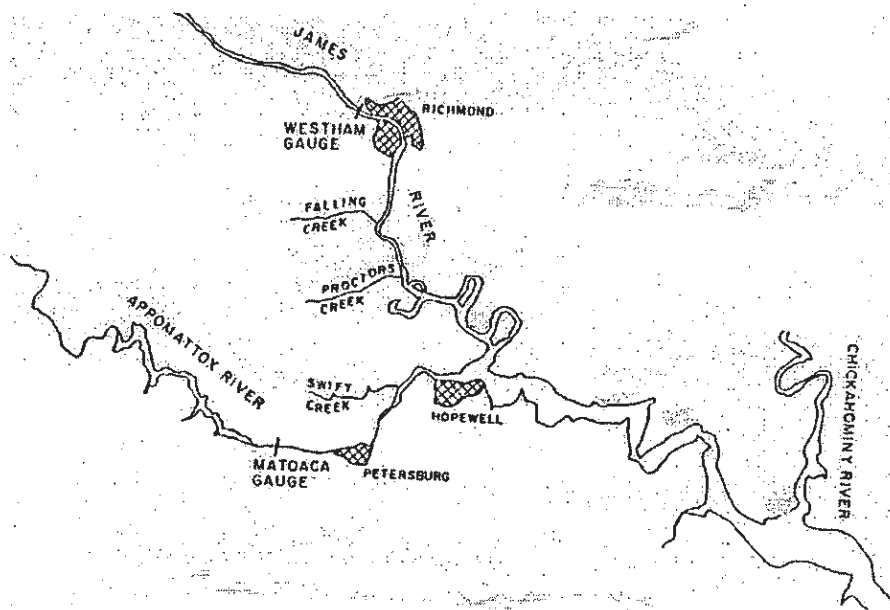 JAMES
RICHMOND
WESTHAM
GAUGE
RIVER
FALLING
CREEK
PROCTORS
CREEK
APPOMATTOX RIVER
SWIFT
CREEK
HOPEWELL
CHICKAHOMINY RIVER
MATOACA
GAUGE
PETERSBURG